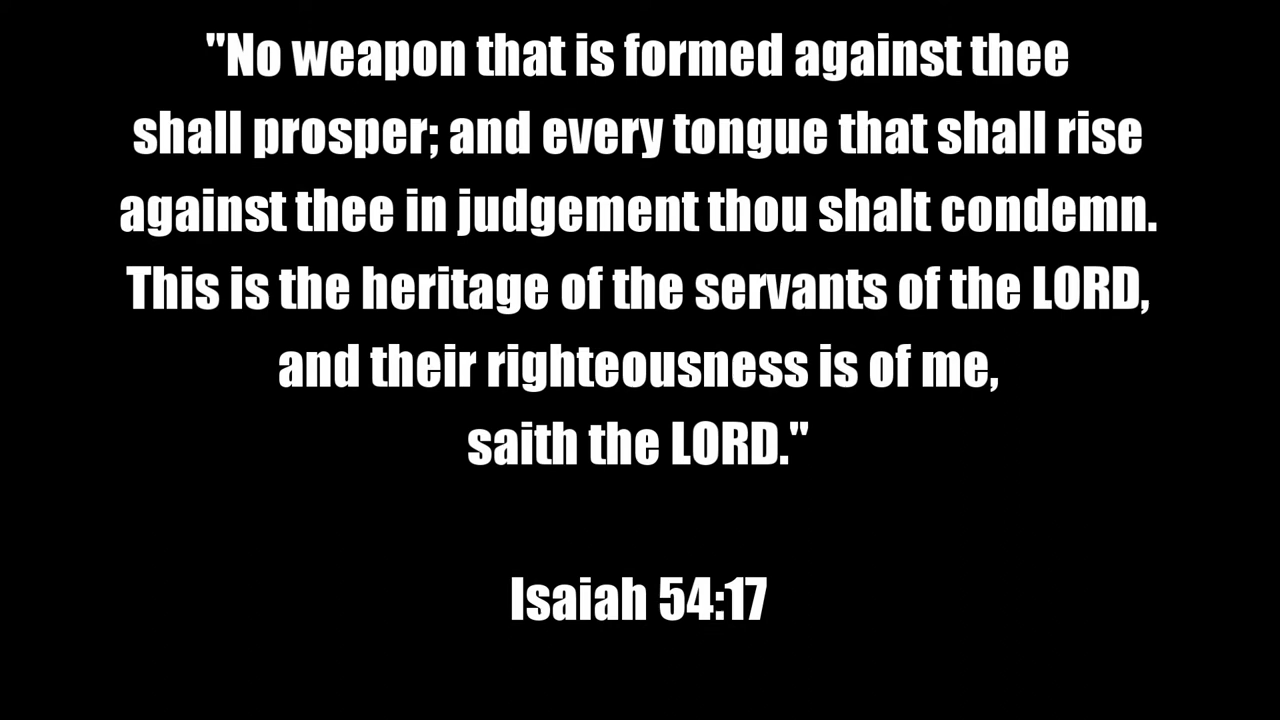 "No weapon that is formed against thee
shall prosper; and every tongue that shall rise
against thee in judgement thou shalt condemn.
This is the heritage of the servants of the LORD,
and their righteousness is of me,
saith the LORD."
Isaiah 54:17